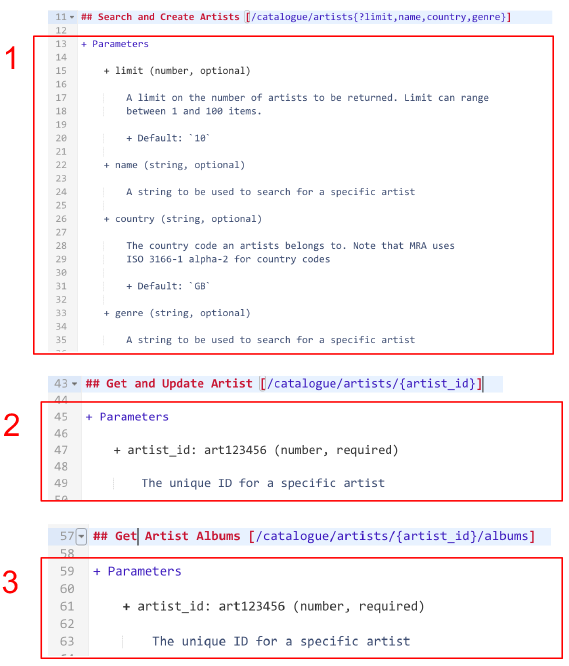 11 ## Search and Create Artists [/catalogue/artists{?limit,name,country,genre}]
12
1
13 + Parameters
14
15 + limit (number, optional)
16
17 A limit on the number of artists to be returned. Limit can range
18 between 1 and 100 items.
19
20 + Default: `10`
21
22 + name (string, optional)
23
24 A string to be used to search for a specific artist
25
26 + country (string, optional)
27
28 The country code an artists belongs to. Note that MRA uses
29 ISO 3166-1 alpha-2 for country codes
30
31 + Default: `GB`
32
33 + genre (string, optional)
34
35 A string to be used to search for a specific artist
43 ## Get and Update Artist [/catalogue/artists/{artist_id}]
44
2
45 + Parameters
46
47 + artist_id: art123456 (number, required)
48
49 The unique ID for a specific artist
50
57 ## Get Artist Albums [/catalogue/artists/{artist_id}/albums]
58
3
59 + Parameters
60
61 + artist_id: art123456 (number, required)
62
63 The unique ID for a specific artist